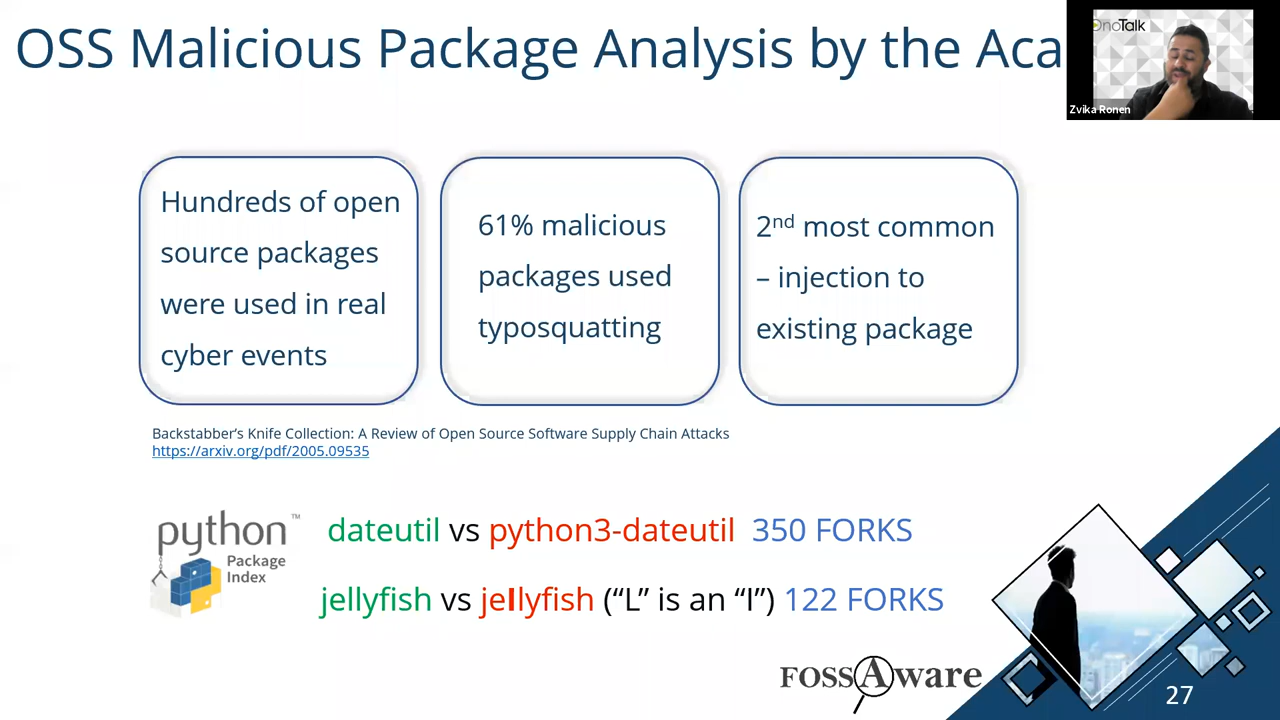 OSS Malicious Package Analysis by the Aca
OnoTalk
Zvika Ronen
Hundreds of open
source packages
were used in real
cyber events
61% malicious
packages used
typosquatting
2nd most common
– injection to
existing package
Backstabber’s Knife Collection: A Review of Open Source Software Supply Chain Attacks
https://arxiv.org/pdf/2005.09535
python™
Package
Index
dateutil vs python3-dateutil 350 FORKS
jellyfish vs jeIlyfish (“L” is an “I”) 122 FORKS
FOSSAware
27